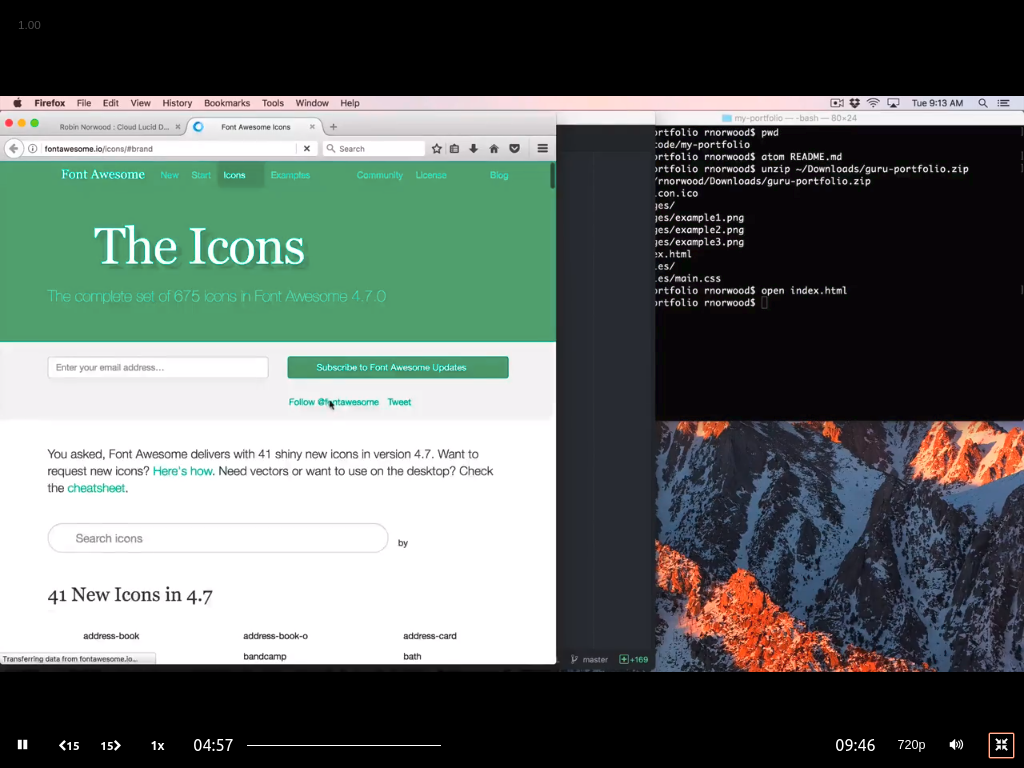 1.00
Firefox File Edit View History Bookmarks Tools Window Help
Tue 9:13 AM
Robin Norwood : Cloud Lucid D...
Font Awesome Icons
fontawesome.io/icons/#brand
Search
Font Awesome New Start Icons Examples Community License Blog
The Icons
The complete set of 675 icons in Font Awesome 4.7.0
Enter your email address...
Subscribe to Font Awesome Updates
Follow @fontawesome Tweet
You asked, Font Awesome delivers with 41 shiny new icons in version 4.7. Want to
request new icons? Here's how. Need vectors or want to use on the desktop? Check
the cheatsheet.
Search icons
by
41 New Icons in 4.7
address-book address-book-o address-card
bandcamp bath
Transferring data from fontawesome.io...
my-portfolio — -bash — 80×24
ortfolio rnorwood$ pwd
code/my-portfolio
ortfolio rnorwood$ atom README.md
ortfolio rnorwood$ unzip ~/Downloads/guru-portfolio.zip
/rnorwood/Downloads/guru-portfolio.zip
con.ico
ges/
ges/example1.png
ges/example2.png
ges/example3.png
ex.html
les/
les/main.css
ortfolio rnorwood$ open index.html
ortfolio rnorwood$
master +169
15 15 1x 04:57 09:46 720p